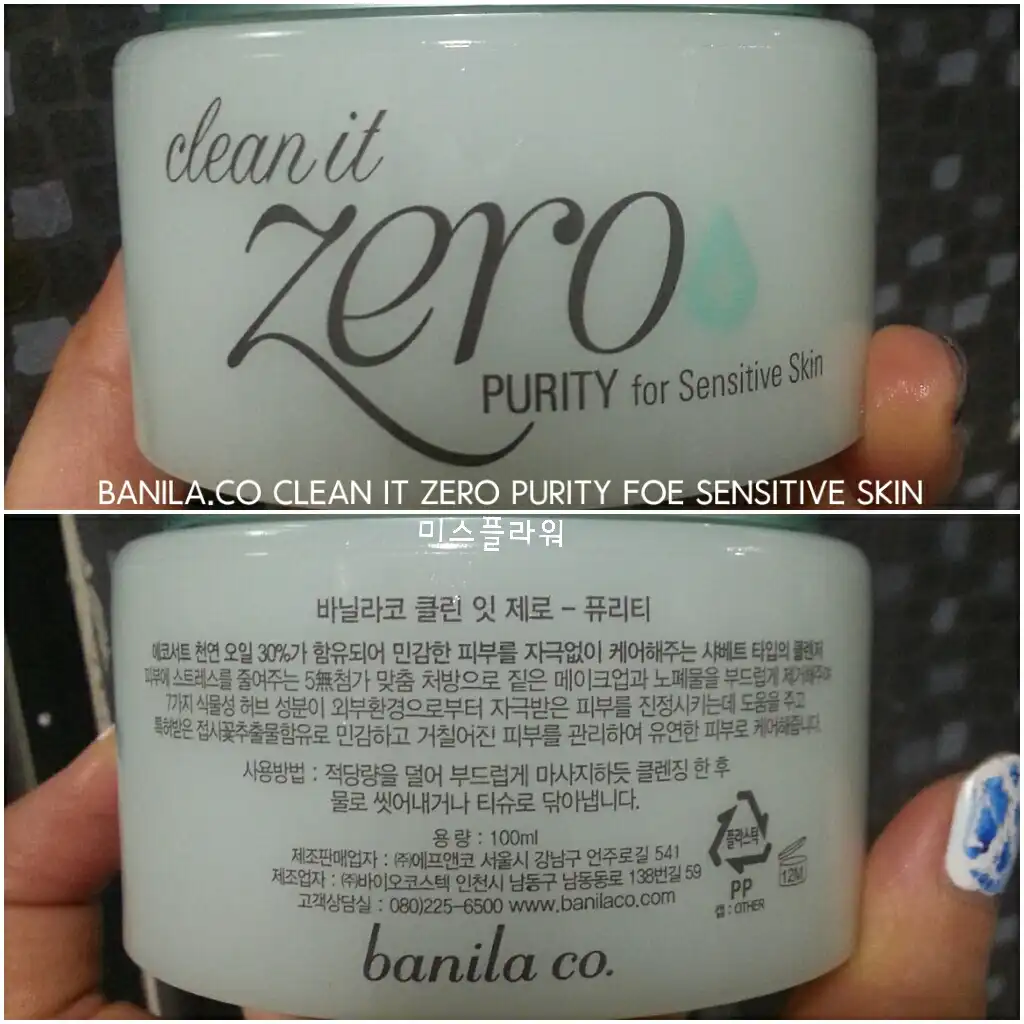 clean it
zero
PURITY for Sensitive Skin
BANILA.CO CLEAN IT ZERO PURITY FOE SENSITIVE SKIN
미스플라워
바닐라코 클린 잇 제로 - 퓨리티
에코서트 천연 오일 30%가 함유되어 민감한 피부를 자극없이 케어해주는 샤베트 타입의 클렌저
피부에 스트레스를 줄여주는 5無첨가 맞춤 처방으로 짙은 메이크업과 노폐물을 부드럽게 제거해주며
7가지 식물성 허브 성분이 외부환경으로부터 자극받은 피부를 진정시키는데 도움을 주고
특허받은 접시꽃추출물함유로 민감하고 거칠어진 피부를 관리하여 유연한 피부로 케어해줍니다.
사용방법 : 적당량을 덜어 부드럽게 마사지하듯 클렌징 한 후
물로 씻어내거나 티슈로 닦아냅니다.
용 량 : 100ml
제조판매업자 : ㈜에프앤코 서울시 강남구 언주로길 541
제조업자 : ㈜바이오코스텍 인천시 남동구 남동동로 138번길 59
고객상담실 : 080)225-6500 www.banilaco.com
플라스틱
PP
캡 : OTHER
12M
banila co.